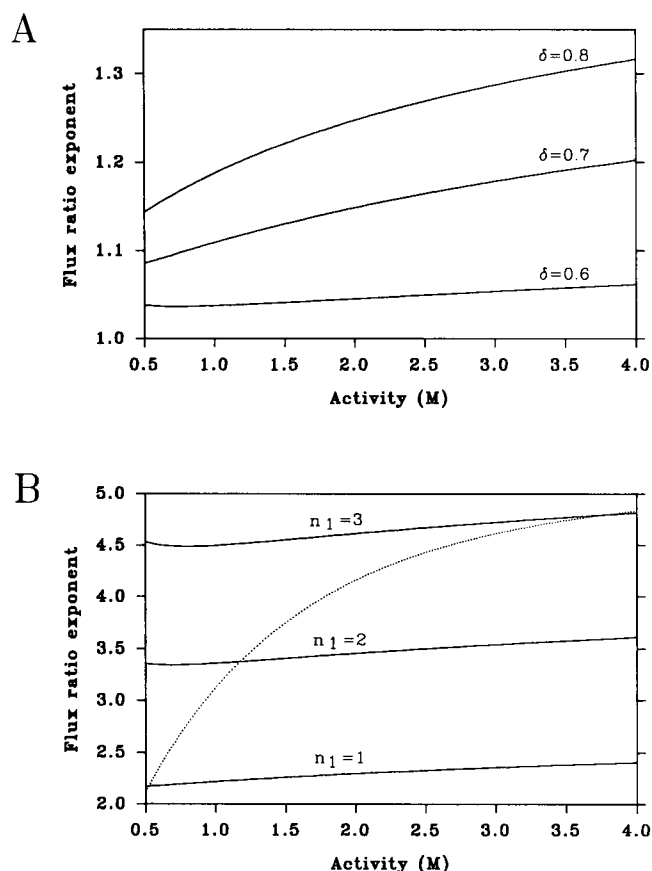 A
Flux ratio exponent
1.3
1.2
1.1
1.0
δ=0.8
δ=0.7
δ=0.6
0.5 1.0 1.5 2.0 2.5 3.0 3.5 4.0
Activity (M)
B
Flux ratio exponent
5.0
4.5
4.0
3.5
3.0
2.5
2.0
n1=3
n1=2
n1=1
0.5 1.0 1.5 2.0 2.5 3.0 3.5 4.0
Activity (M)